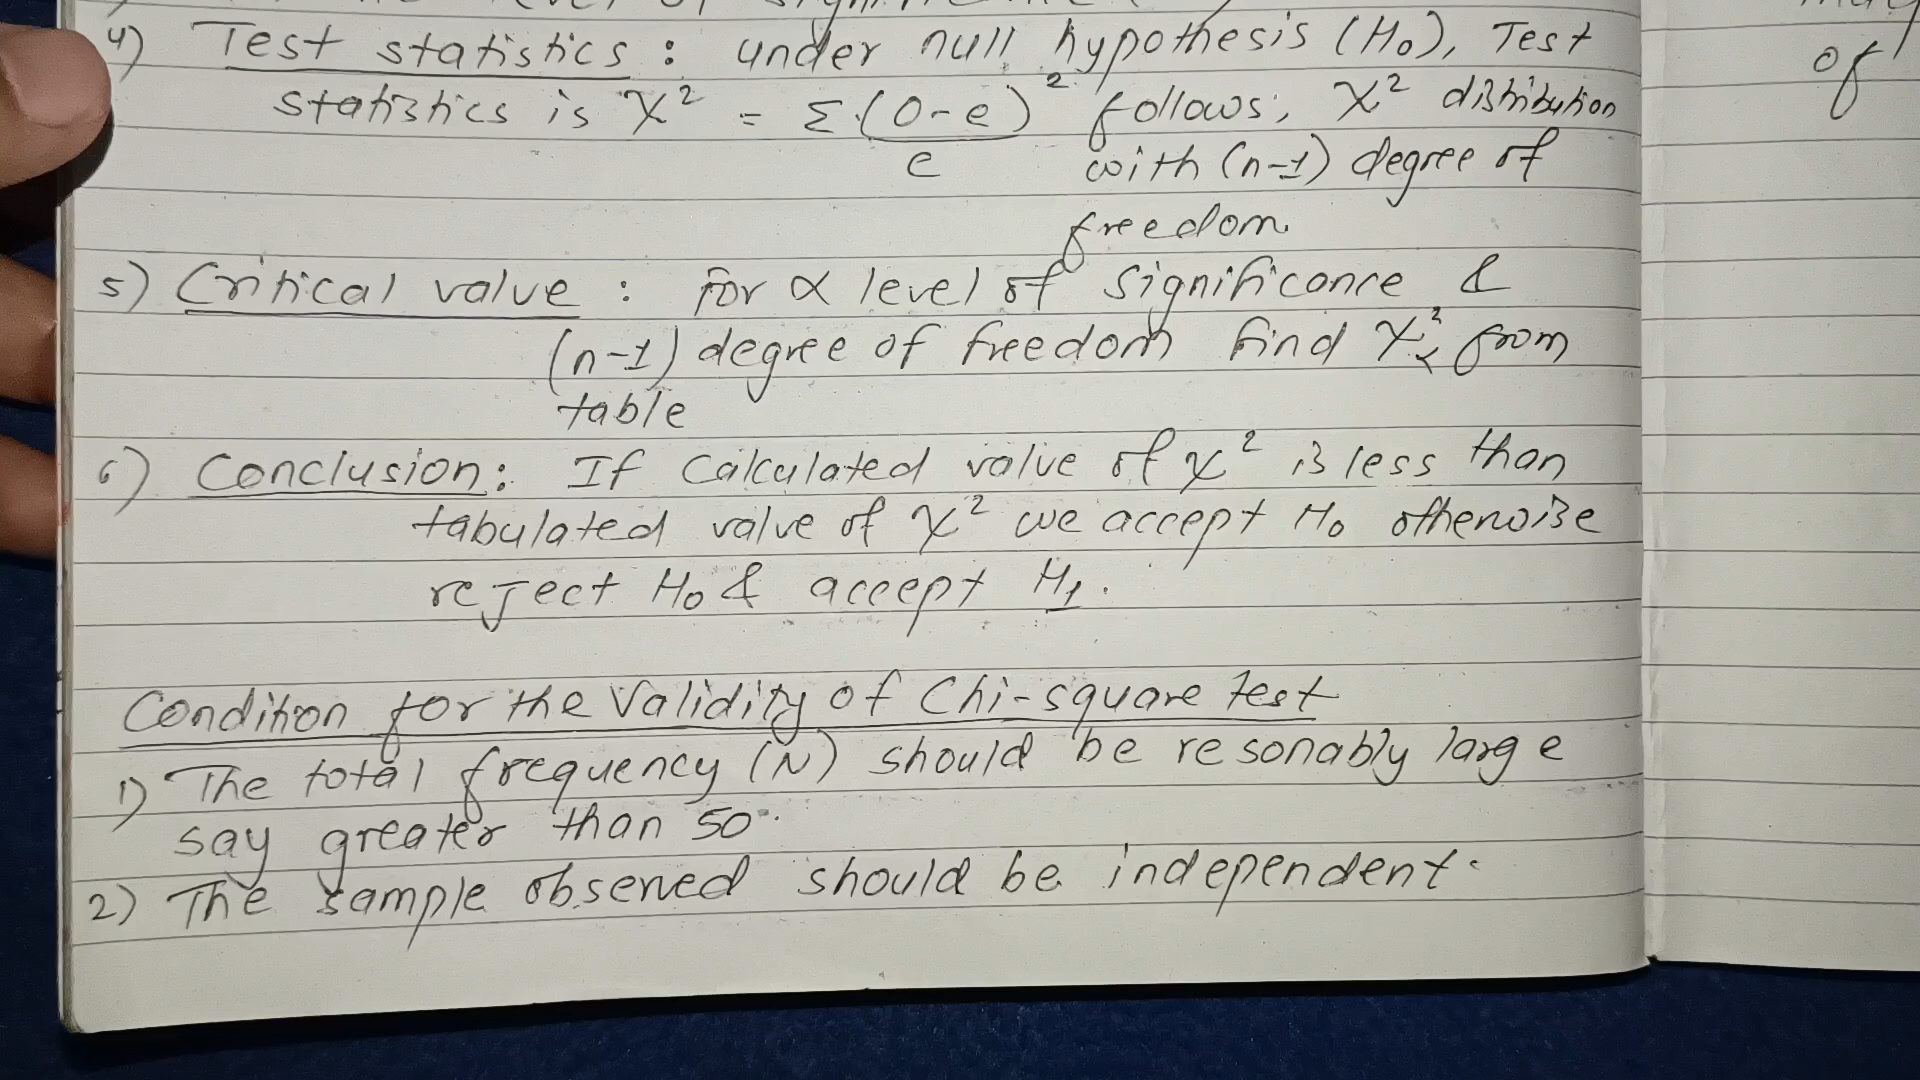 4) Test statistics : under null hypothesis (H₀), Test
statistics is χ² = Σ (O-e)² / e follows, χ² distribution
with (n-1) degree of
freedom.
5) Critical value : For α level of significance &
(n-1) degree of freedom find χ²α from
table
6) Conclusion: If Calculated value of χ² is less than
tabulated value of χ² we accept H₀ otherwise
reject H₀ & accept H₁.
Condition for the Validity of Chi-square test
1) The total frequency (N) should be resonably large
say greater than 50.
2) The sample observed should be independent.
of